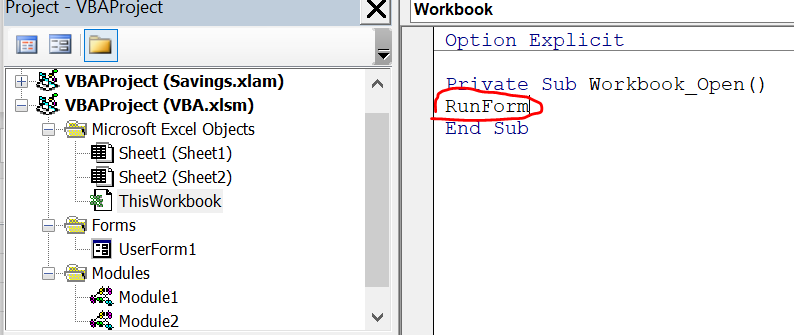 Project - VBAProject
VBAProject (Savings.xlam)
VBAProject (VBA.xlsm)
Microsoft Excel Objects
Sheet1 (Sheet1)
Sheet2 (Sheet2)
ThisWorkbook
Forms
UserForm1
Modules
Module1
Module2
Workbook
Option Explicit
Private Sub Workbook_Open()
RunForm
End Sub